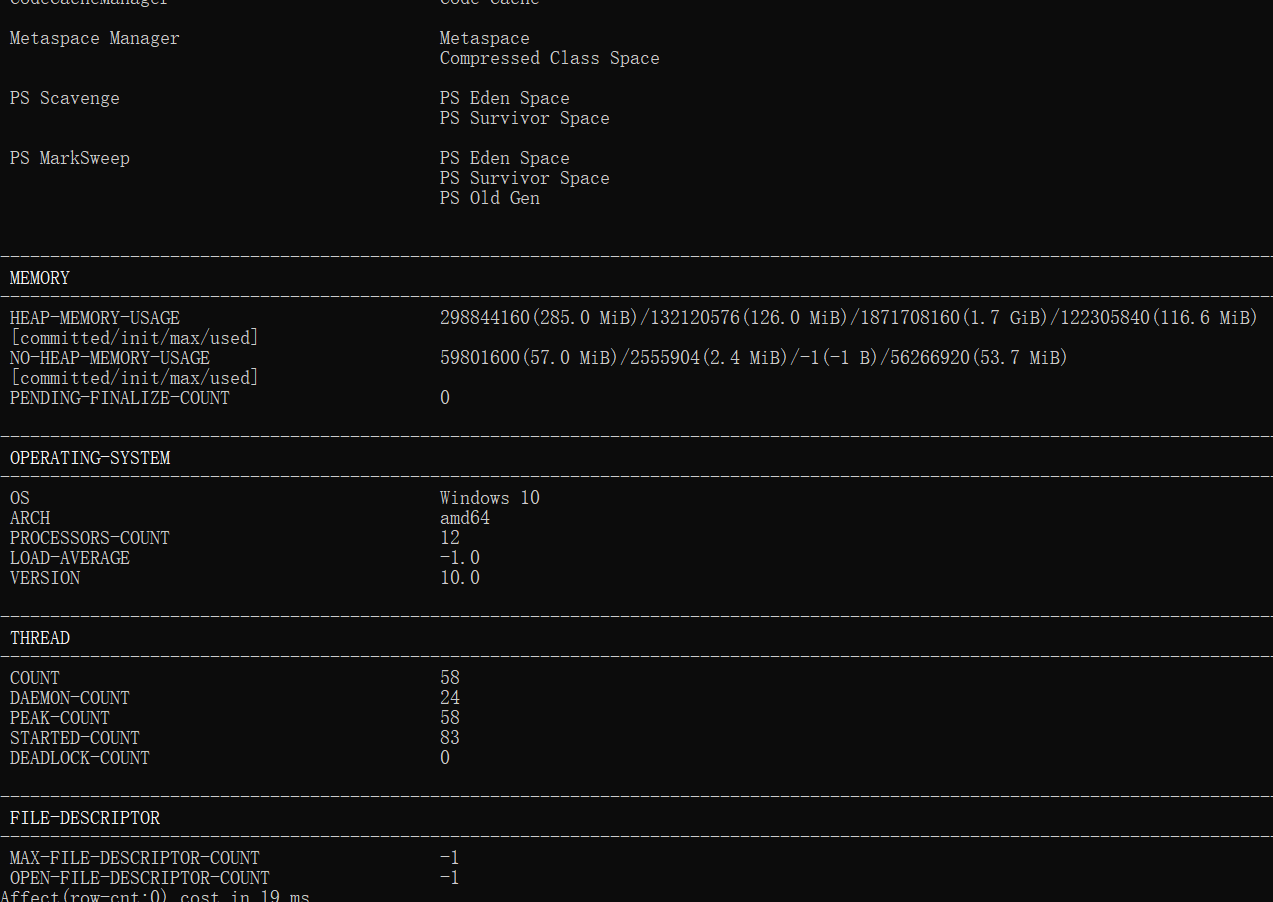 CodeCacheManager Code Cache
Metaspace Manager Metaspace
Compressed Class Space
PS Scavenge PS Eden Space
PS Survivor Space
PS MarkSweep PS Eden Space
PS Survivor Space
PS Old Gen
MEMORY
HEAP-MEMORY-USAGE 298844160(285.0 MiB)/132120576(126.0 MiB)/1871708160(1.7 GiB)/122305840(116.6 MiB)
[committed/init/max/used]
NO-HEAP-MEMORY-USAGE 59801600(57.0 MiB)/2555904(2.4 MiB)/-1(-1 B)/56266920(53.7 MiB)
[committed/init/max/used]
PENDING-FINALIZE-COUNT 0
OPERATING-SYSTEM
OS Windows 10
ARCH amd64
PROCESSORS-COUNT 12
LOAD-AVERAGE -1.0
VERSION 10.0
THREAD
COUNT 58
DAEMON-COUNT 24
PEAK-COUNT 58
STARTED-COUNT 83
DEADLOCK-COUNT 0
FILE-DESCRIPTOR
MAX-FILE-DESCRIPTOR-COUNT -1
OPEN-FILE-DESCRIPTOR-COUNT -1
Affect(row-cnt:0) cost in 19 ms.